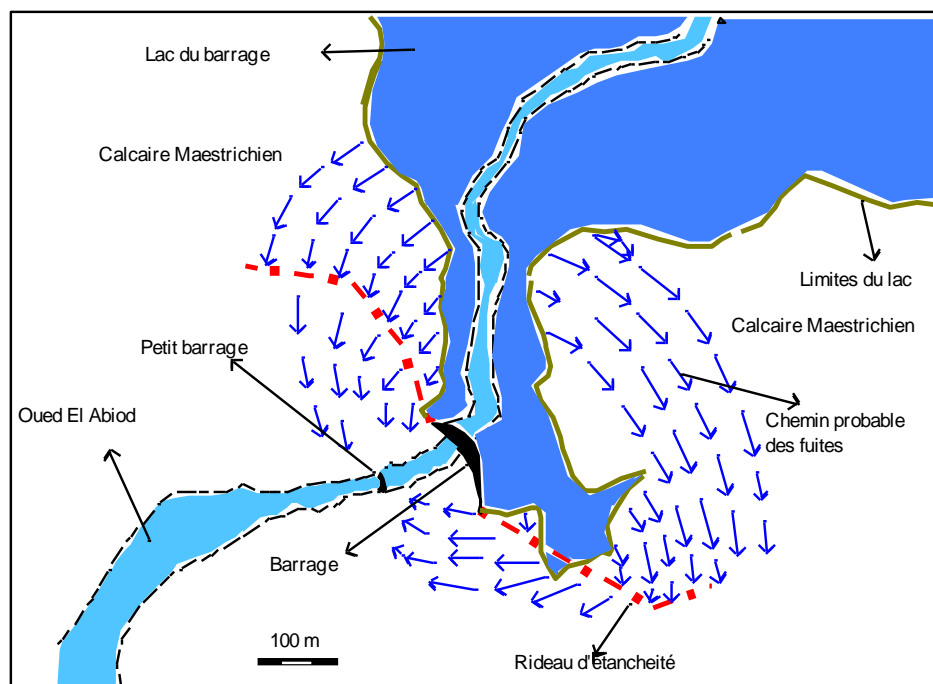 Lac du barrage
Calcaire Maestrichien
Limites du lac
Calcaire Maestrichien
Petit barrage
Oued El Abiod
Chemin probable
des fuites
Barrage
100 m
Rideau d'étancheité